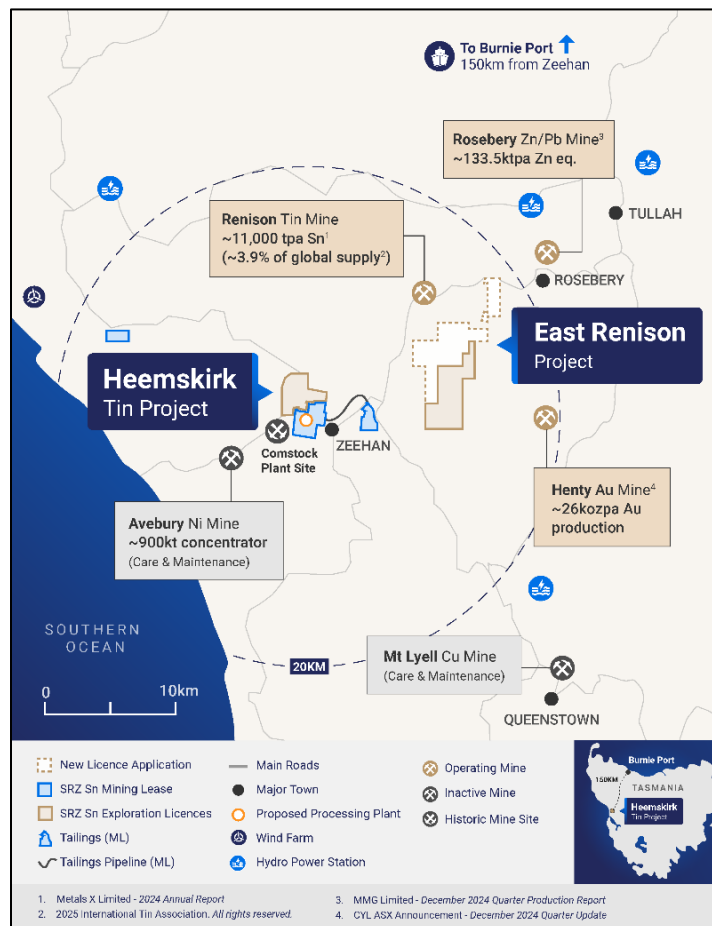 To Burnie Port
150km from Zeehan
Rosebery Zn/Pb Mine³
~133.5ktpa Zn eq.
Renison Tin Mine
~11,000 tpa Sn¹
(~3.9% of global supply²)
TULLAH
ROSEBERY
East Renison
Project
Heemskirk
Tin Project
ZEEHAN
Comstock
Plant Site
Avebury Ni Mine
~900kt concentrator
(Care & Maintenance)
Henty Au Mine⁴
~26kozpa Au
production
SOUTHERN
OCEAN
20KM
0 10km
Mt Lyell Cu Mine
(Care & Maintenance)
QUEENSTOWN
New Licence Application
SRZ Sn Mining Lease
SRZ Sn Exploration Licences
Tailings (ML)
Tailings Pipeline (ML)
Main Roads
Major Town
Proposed Processing Plant
Wind Farm
Hydro Power Station
Operating Mine
Inactive Mine
Historic Mine Site
Burnie Port
150KM
TASMANIA
Heemskirk
Tin Project
1. Metals X Limited - 2024 Annual Report
2. 2025 International Tin Association. All rights reserved.
3. MMG Limited - December 2024 Quarter Production Report
4. CYL ASX Announcement - December 2024 Quarter Update